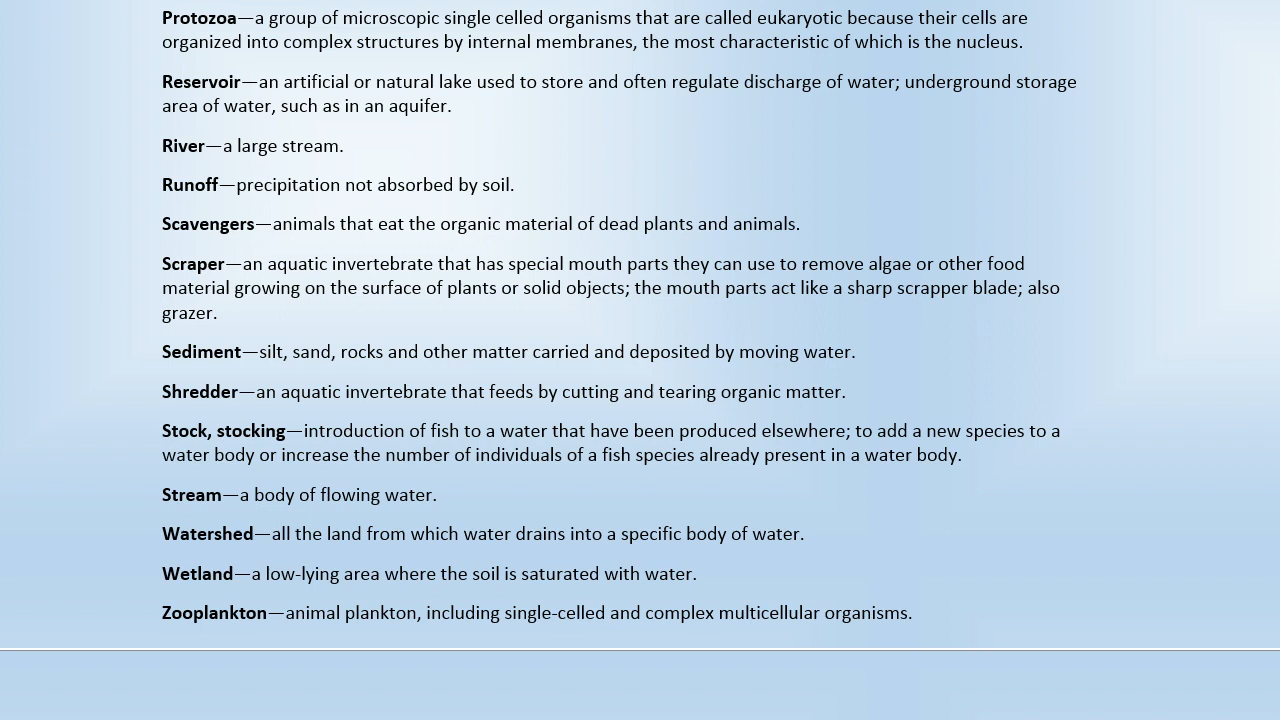 Protozoa—a group of microscopic single celled organisms that are called eukaryotic because their cells are
organized into complex structures by internal membranes, the most characteristic of which is the nucleus.
Reservoir—an artificial or natural lake used to store and often regulate discharge of water; underground storage
area of water, such as in an aquifer.
River—a large stream.
Runoff—precipitation not absorbed by soil.
Scavengers—animals that eat the organic material of dead plants and animals.
Scraper—an aquatic invertebrate that has special mouth parts they can use to remove algae or other food
material growing on the surface of plants or solid objects; the mouth parts act like a sharp scrapper blade; also
grazer.
Sediment—silt, sand, rocks and other matter carried and deposited by moving water.
Shredder—an aquatic invertebrate that feeds by cutting and tearing organic matter.
Stock, stocking—introduction of fish to a water that have been produced elsewhere; to add a new species to a
water body or increase the number of individuals of a fish species already present in a water body.
Stream—a body of flowing water.
Watershed—all the land from which water drains into a specific body of water.
Wetland—a low-lying area where the soil is saturated with water.
Zooplankton—animal plankton, including single-celled and complex multicellular organisms.